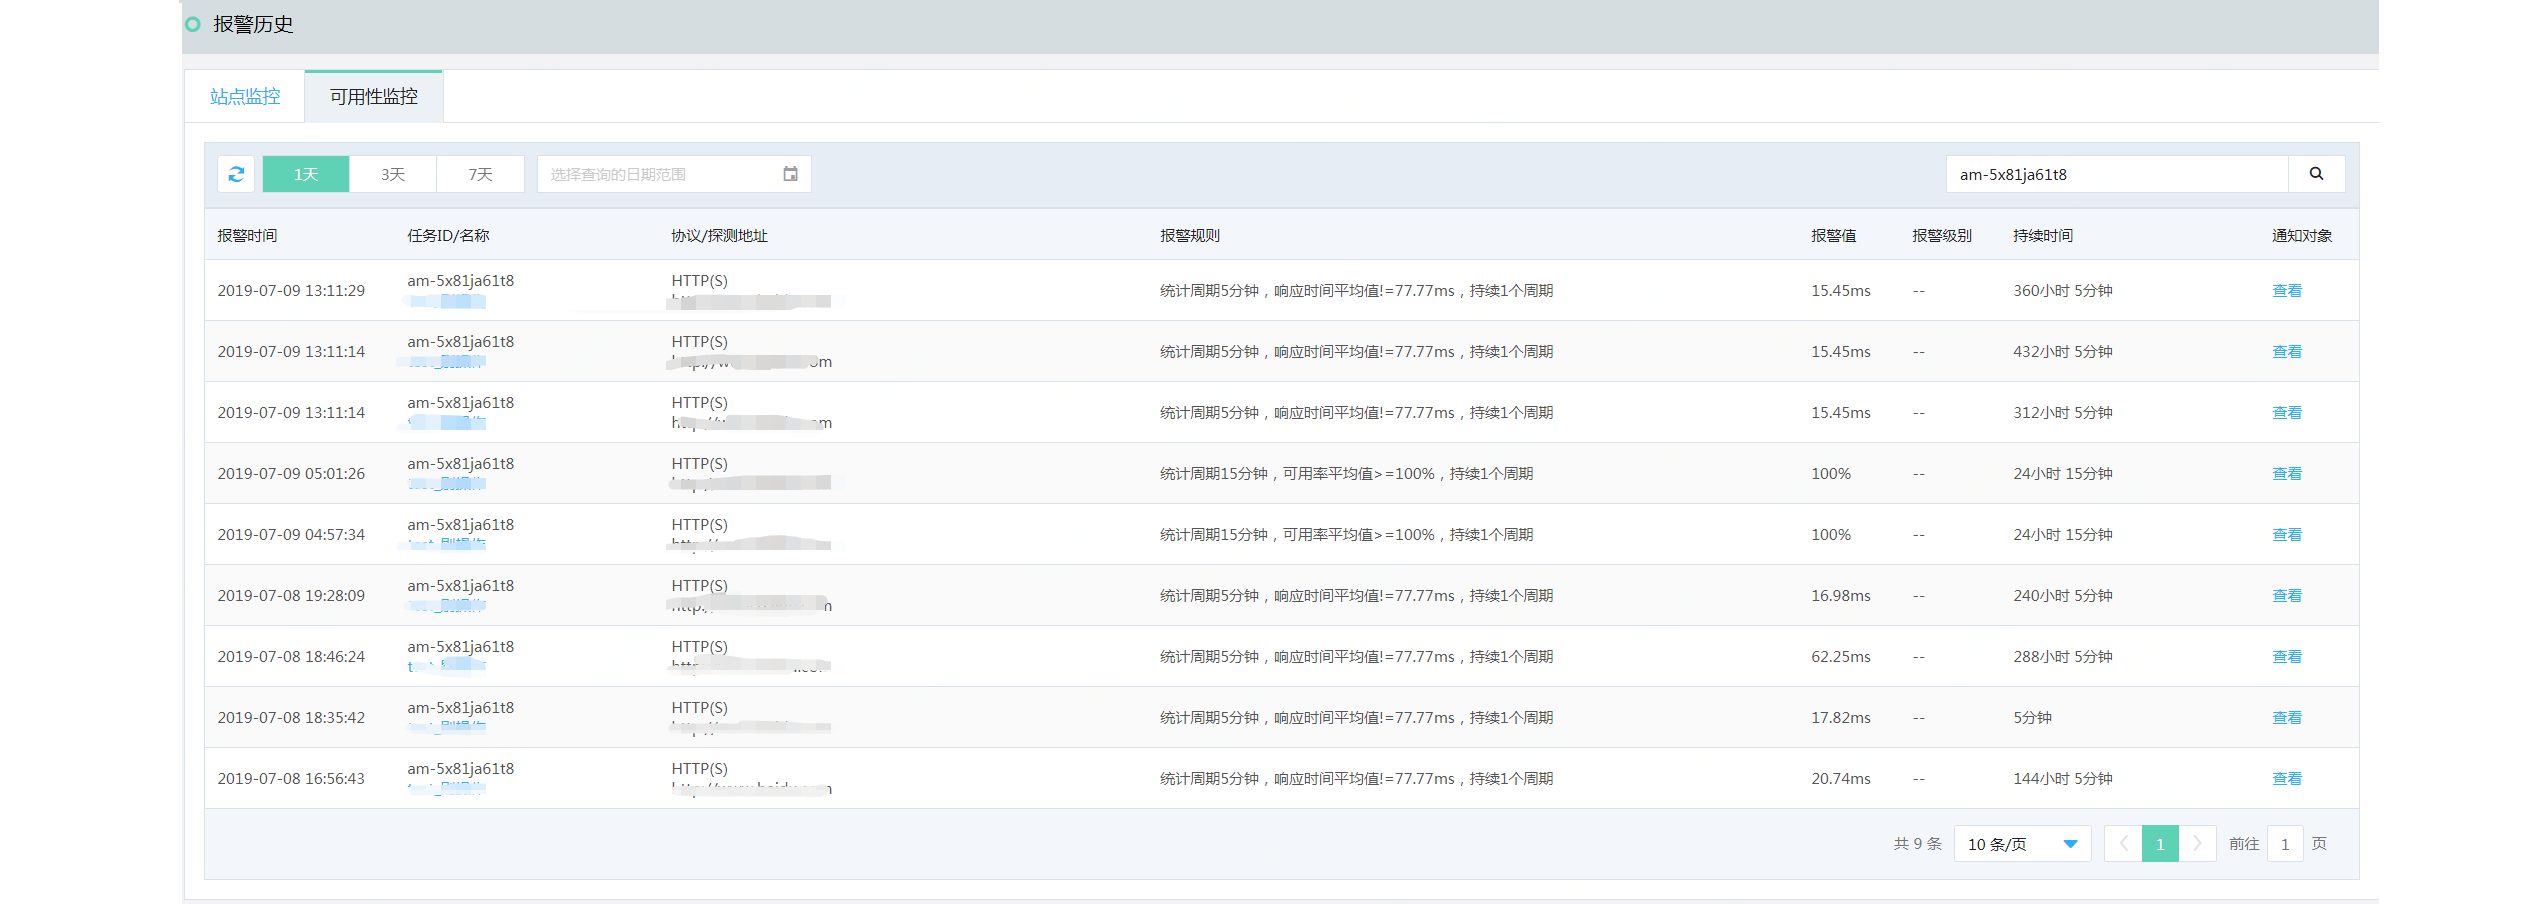 报警历史
站点监控 可用性监控
1天 3天 7天 选择查询的日期范围 am-5x81ja61t8
报警时间 任务ID/名称 协议/探测地址 报警规则 报警值 报警级别 持续时间 通知对象
am-5x81ja61t8 HTTP(S)
2019-07-09 13:11:29 统计周期5分钟，响应时间平均值!=77.77ms，持续1个周期 15.45ms -- 360小时 5分钟 查看
am-5x81ja61t8 HTTP(S)
2019-07-09 13:11:14 统计周期5分钟，响应时间平均值!=77.77ms，持续1个周期 15.45ms -- 432小时 5分钟 查看
am-5x81ja61t8 HTTP(S)
2019-07-09 13:11:14 统计周期5分钟，响应时间平均值!=77.77ms，持续1个周期 15.45ms -- 312小时 5分钟 查看
am-5x81ja61t8 HTTP(S)
2019-07-09 05:01:26 统计周期15分钟，可用率平均值>=100%，持续1个周期 100% -- 24小时 15分钟 查看
am-5x81ja61t8 HTTP(S)
2019-07-09 04:57:34 统计周期15分钟，可用率平均值>=100%，持续1个周期 100% -- 24小时 15分钟 查看
am-5x81ja61t8 HTTP(S)
2019-07-08 19:28:09 统计周期5分钟，响应时间平均值!=77.77ms，持续1个周期 16.98ms -- 240小时 5分钟 查看
am-5x81ja61t8 HTTP(S)
2019-07-08 18:46:24 统计周期5分钟，响应时间平均值!=77.77ms，持续1个周期 62.25ms -- 288小时 5分钟 查看
am-5x81ja61t8 HTTP(S)
2019-07-08 18:35:42 统计周期5分钟，响应时间平均值!=77.77ms，持续1个周期 17.82ms -- 5分钟 查看
am-5x81ja61t8 HTTP(S)
2019-07-08 16:56:43 统计周期5分钟，响应时间平均值!=77.77ms，持续1个周期 20.74ms -- 144小时 5分钟 查看
共 9 条 10 条/页 1 前往 1 页